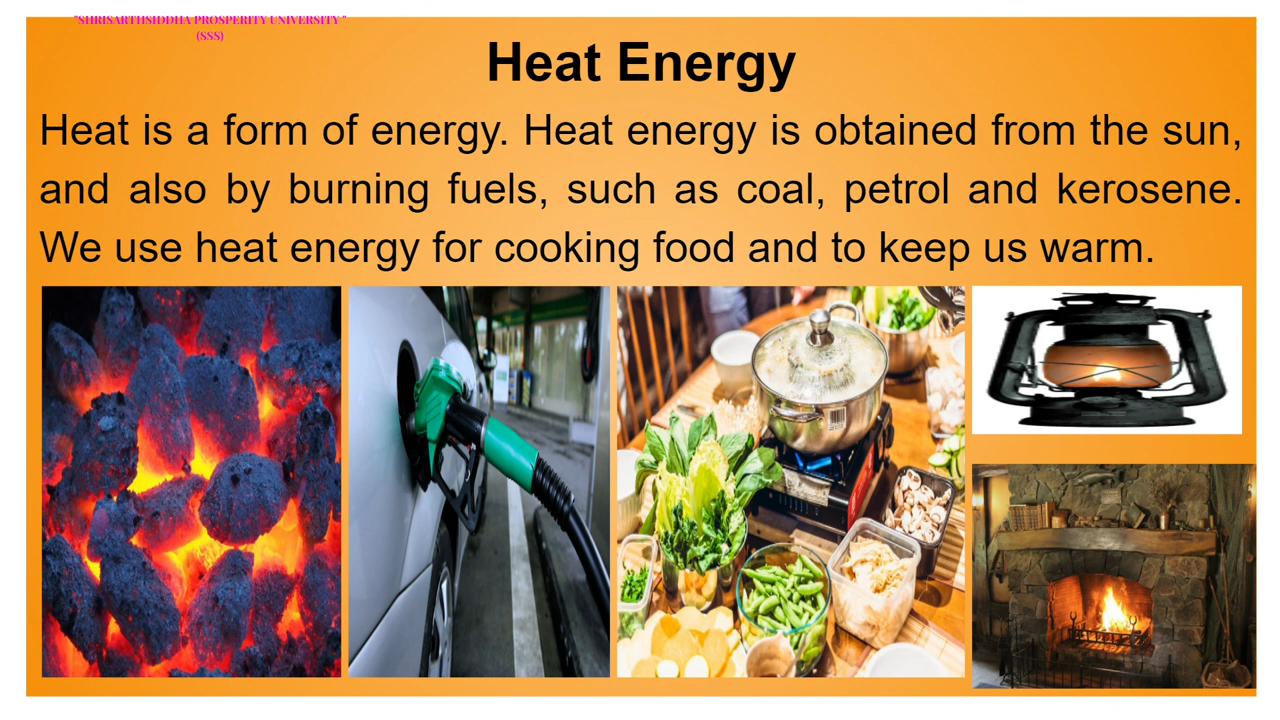 "SHRISARTHSIDDHA PROSPERITY UNIVERSITY "
(SSS)
Heat Energy
Heat is a form of energy. Heat energy is obtained from the sun,
and also by burning fuels, such as coal, petrol and kerosene.
We use heat energy for cooking food and to keep us warm.